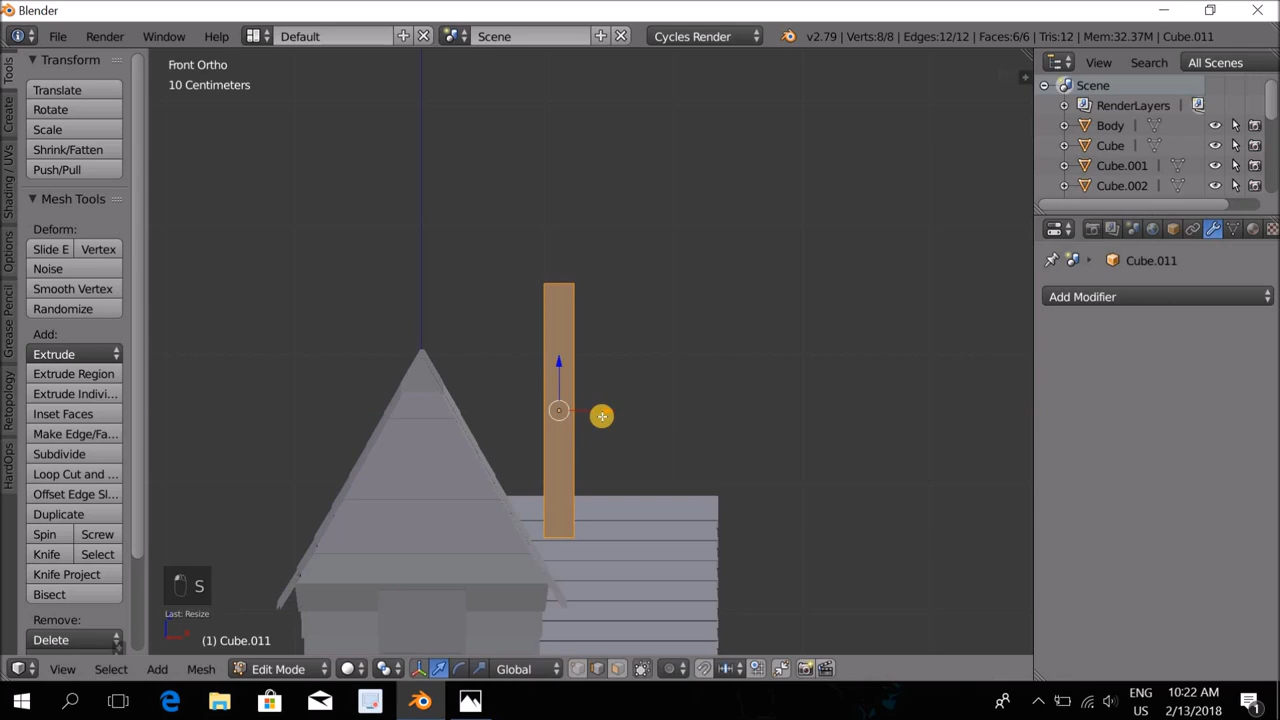 Blender
File Render Window Help Default Scene Cycles Render v2.79 | Verts:8/8 | Edges:12/12 | Faces:6/6 | Tris:12 | Mem:32.37M | Cube.011
Tools
Create
Shading / UVs
Options
Grease Pencil
Retopology
HardOps
Transform
Translate
Rotate
Scale
Shrink/Fatten
Push/Pull
Mesh Tools
Deform:
Slide E Vertex
Noise
Smooth Vertex
Randomize
Add:
Extrude
Extrude Region
Extrude Indivi...
Inset Faces
Make Edge/Fa...
Subdivide
Loop Cut and ...
Offset Edge Sl...
Duplicate
Spin Screw
Knife Select
Knife Project
Bisect
Remove:
Delete
Front Ortho
10 Centimeters
S
Last: Resize
(1) Cube.011
View Select Add Mesh Edit Mode Global
View Search All Scenes
Scene
RenderLayers
Body
Cube
Cube.001
Cube.002
Cube.011
Add Modifier
ENG 10:22 AM
US 2/13/2018
1